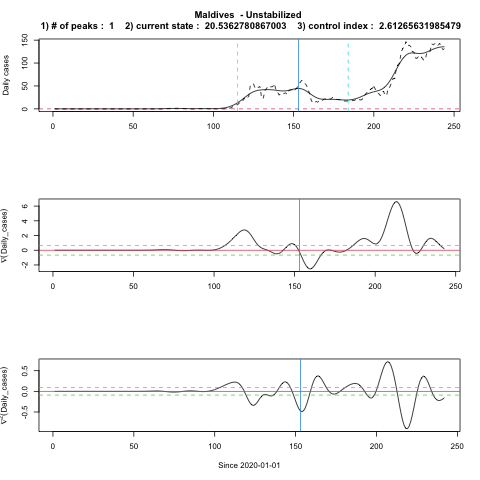 Maldives - Unstabilized
1) # of peaks : 1 2) current state : 20.5362780867003 3) control index : 2.61265631985479
Daily cases
150
100
50
0
0 50 100 150 200 250
∇(Daily_cases)
6
4
2
0
-2
0 50 100 150 200 250
∇²(Daily_cases)
0.5
0.0
-0.5
0 50 100 150 200 250
Since 2020-01-01